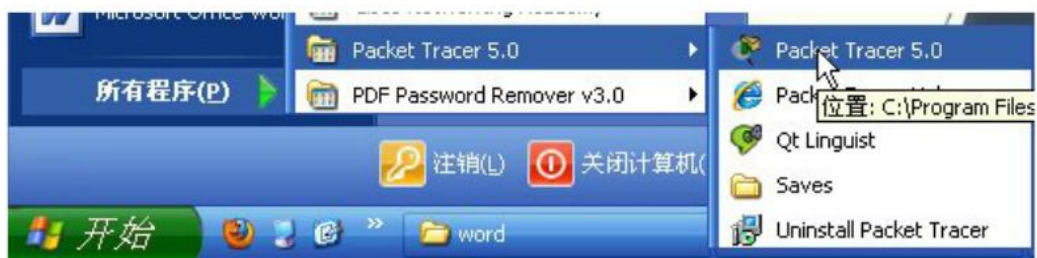 Microsoft Office Wor
Packet Tracer 5.0
Packet Tracer 5.0
所有程序(P)
PDF Password Remover v3.0
Pack
位置: C:\Program Files
Qt Linguist
注销(L)
关闭计算机(
Saves
开始
word
Uninstall Packet Tracer